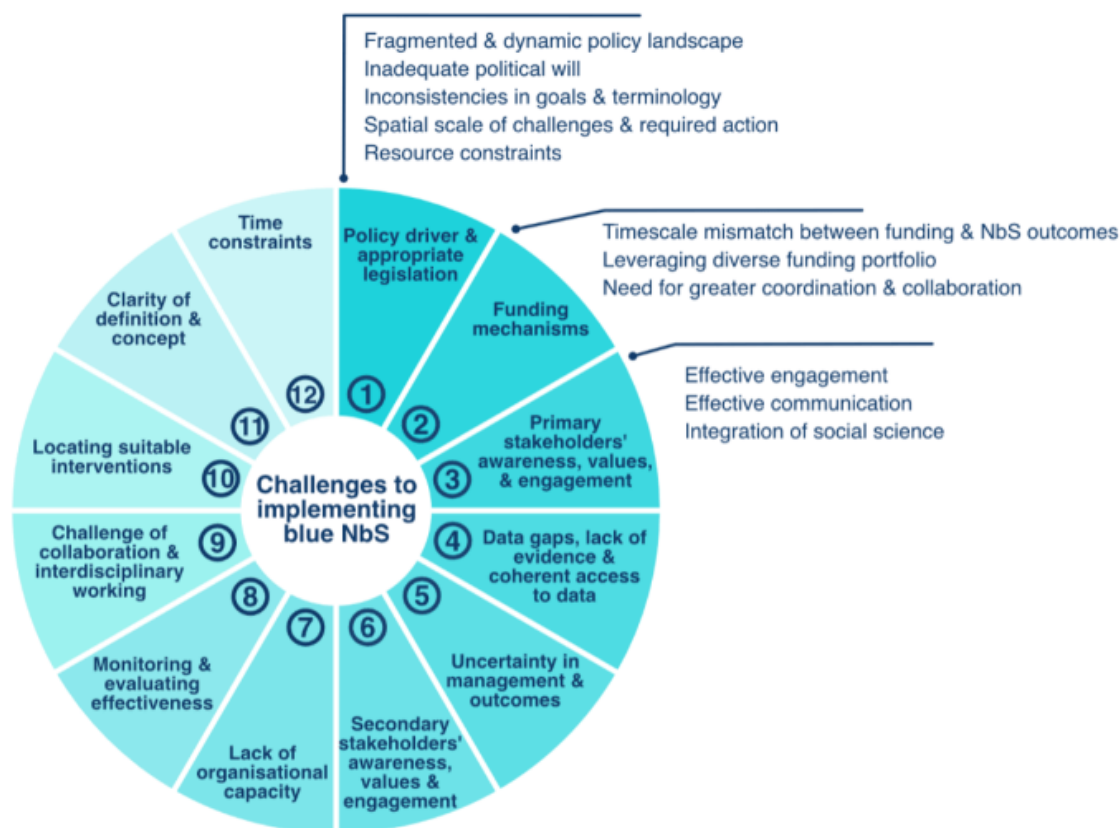 Fragmented & dynamic policy landscape
Inadequate political will
Inconsistencies in goals & terminology
Spatial scale of challenges & required action
Resource constraints
Timescale mismatch between funding & NbS outcomes
Leveraging diverse funding portfolio
Need for greater coordination & collaboration
Effective engagement
Effective communication
Integration of social science
Challenges to
implementing
blue NbS
1
Policy driver &
appropriate
legislation
2
Funding
mechanisms
3
Primary
stakeholders'
awareness, values,
& engagement
4
Data gaps, lack of
evidence &
coherent access
to data
5
Uncertainty in
management &
outcomes
6
Secondary
stakeholders'
awareness,
values &
engagement
7
Lack of
organisational
capacity
8
Monitoring &
evaluating
effectiveness
9
Challenge of
collaboration &
interdisciplinary
working
10
Locating suitable
interventions
11
Clarity of
definition &
concept
12
Time
constraints